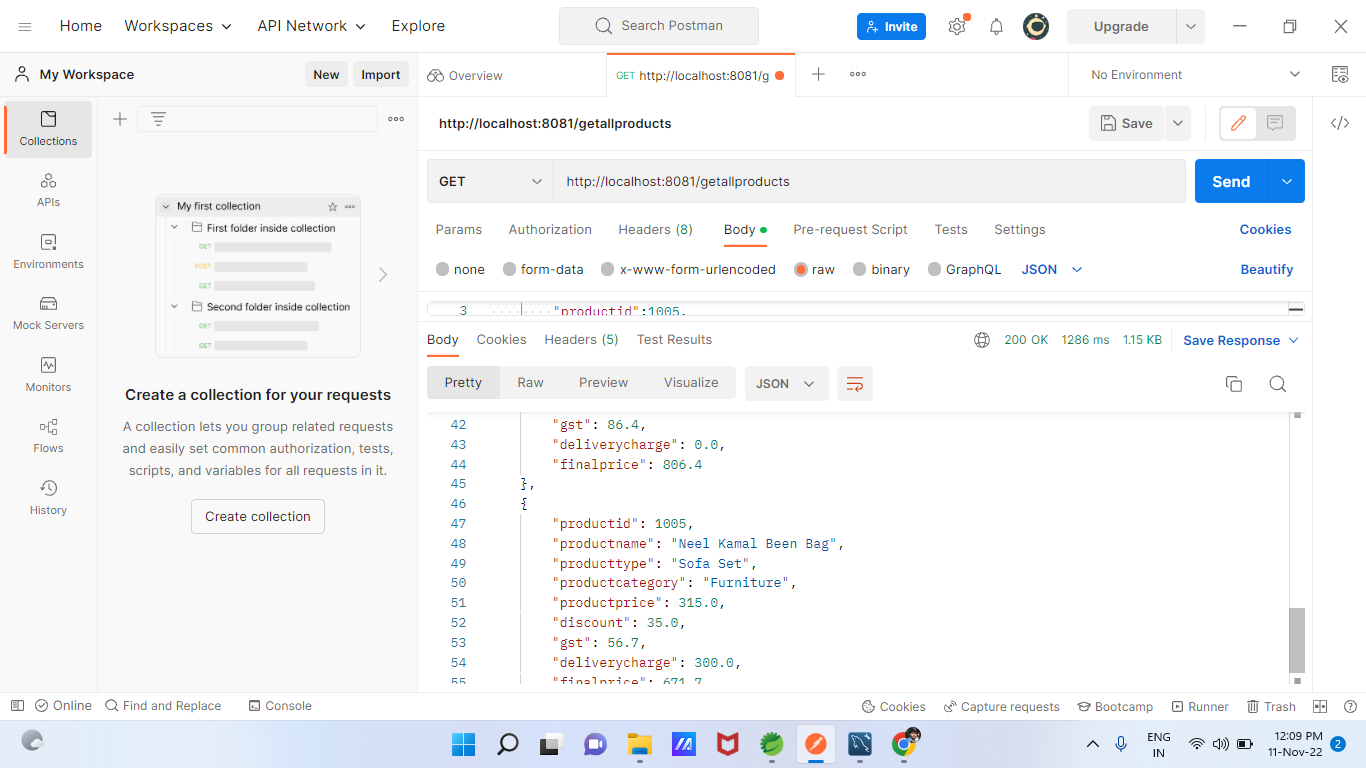 Home
Workspaces
API Network
Explore
Search Postman
Invite
Upgrade
My Workspace
New
Import
Overview
GET http://localhost:8081/g
No Environment
Collections
APIs
Environments
Mock Servers
Monitors
Flows
History
My first collection
First folder inside collection
GET
POST
GET
Second folder inside collection
GET
GET
Create a collection for your requests
A collection lets you group related requests
and easily set common authorization, tests,
scripts, and variables for all requests in it.
Create collection
http://localhost:8081/getallproducts
Save
GET
http://localhost:8081/getallproducts
Send
Params
Authorization
Headers (8)
Body
Pre-request Script
Tests
Settings
Cookies
none
form-data
x-www-form-urlencoded
raw
binary
GraphQL
JSON
Beautify
3 "productid":1005,
Body
Cookies
Headers (5)
Test Results
200 OK
1286 ms
1.15 KB
Save Response
Pretty
Raw
Preview
Visualize
JSON
42 "gst": 86.4,
43 "deliverycharge": 0.0,
44 "finalprice": 806.4
45 },
46 {
47 "productid": 1005,
48 "productname": "Neel Kamal Been Bag",
49 "producttype": "Sofa Set",
50 "productcategory": "Furniture",
51 "productprice": 315.0,
52 "discount": 35.0,
53 "gst": 56.7,
54 "deliverycharge": 300.0,
55 "finalprice": 671.7
Online
Find and Replace
Console
Cookies
Capture requests
Bootcamp
Runner
Trash
ENG
IN
12:09 PM
11-Nov-22
2